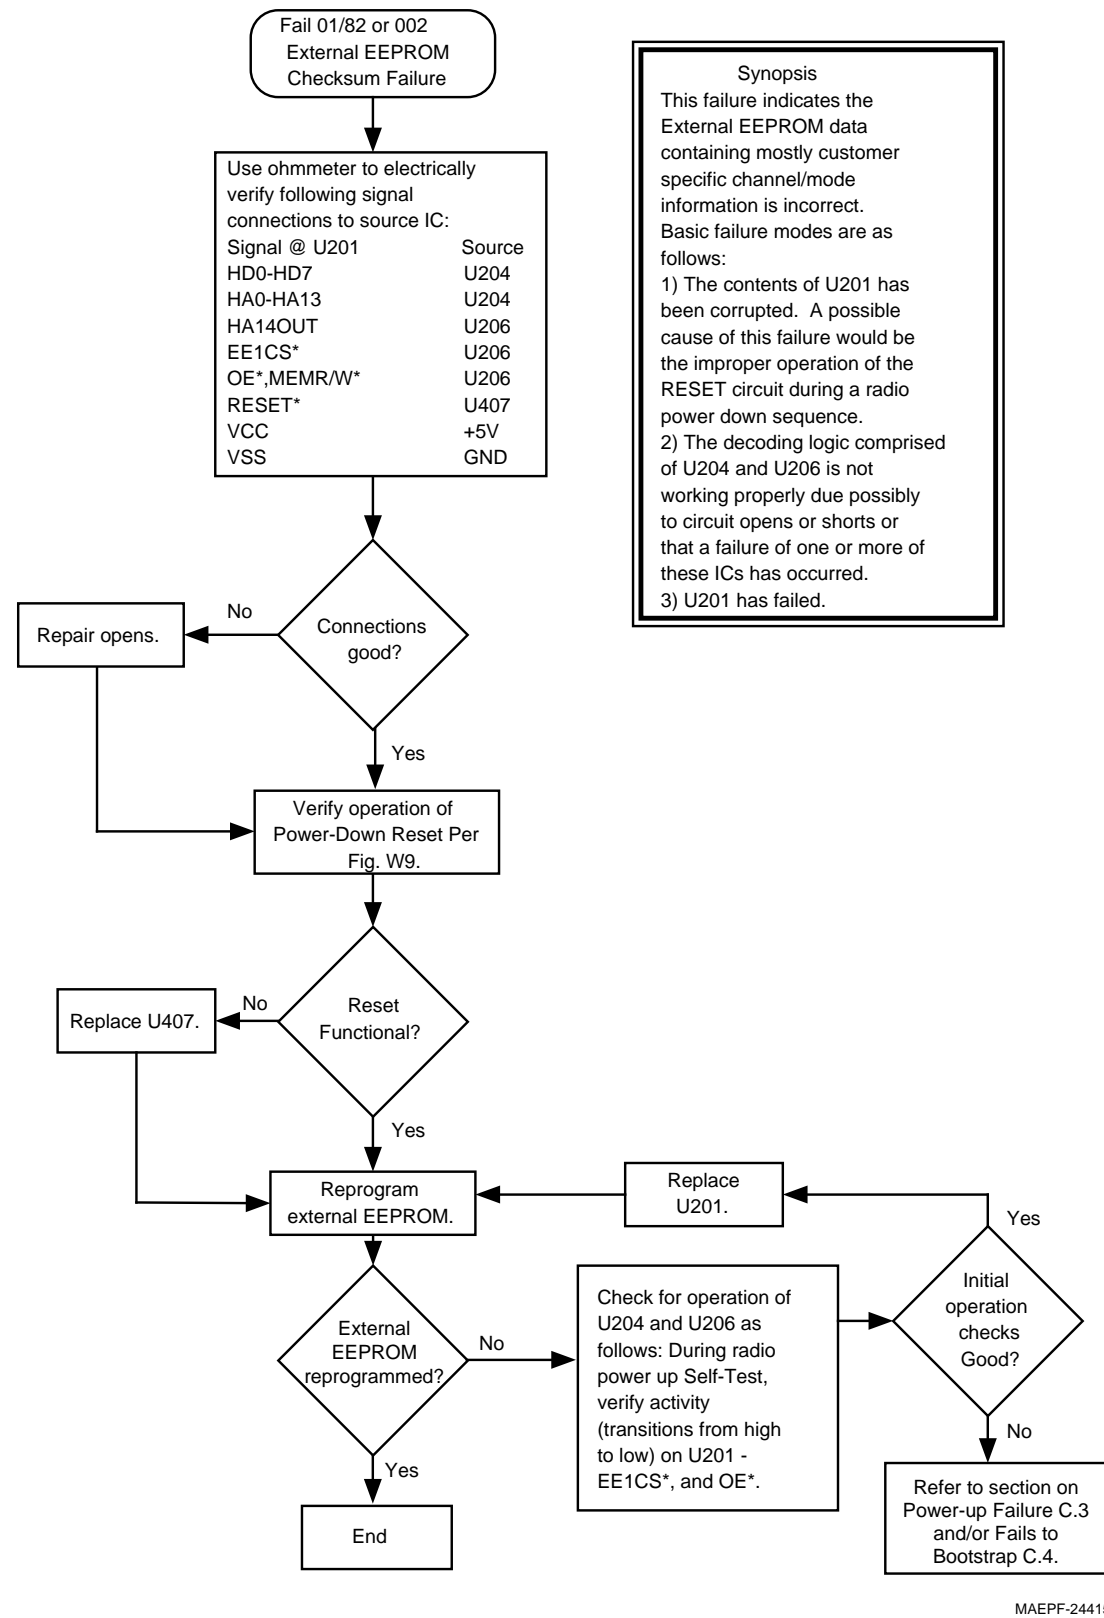 Fail 01/82 or 002
External EEPROM
Checksum Failure
Use ohmmeter to electrically
verify following signal
connections to source IC:
Signal @ U201 Source
HD0-HD7 U204
HA0-HA13 U204
HA14OUT U206
EE1CS* U206
OE*,MEMR/W* U206
RESET* U407
VCC +5V
VSS GND
Synopsis
This failure indicates the
External EEPROM data
containing mostly customer
specific channel/mode
information is incorrect.
Basic failure modes are as
follows:
1) The contents of U201 has
been corrupted. A possible
cause of this failure would be
the improper operation of the
RESET circuit during a radio
power down sequence.
2) The decoding logic comprised
of U204 and U206 is not
working properly due possibly
to circuit opens or shorts or
that a failure of one or more of
these ICs has occurred.
3) U201 has failed.
Connections
good?
No
Repair opens.
Yes
Verify operation of
Power-Down Reset Per
Fig. W9.
Reset
Functional?
No
Replace U407.
Yes
Reprogram
external EEPROM.
Replace
U201.
External
EEPROM
reprogrammed?
No
Yes
End
Check for operation of
U204 and U206 as
follows: During radio
power up Self-Test,
verify activity
(transitions from high
to low) on U201 -
EE1CS*, and OE*.
Initial
operation
checks
Good?
Yes
No
Refer to section on
Power-up Failure C.3
and/or Fails to
Bootstrap C.4.
MAEPF-24415